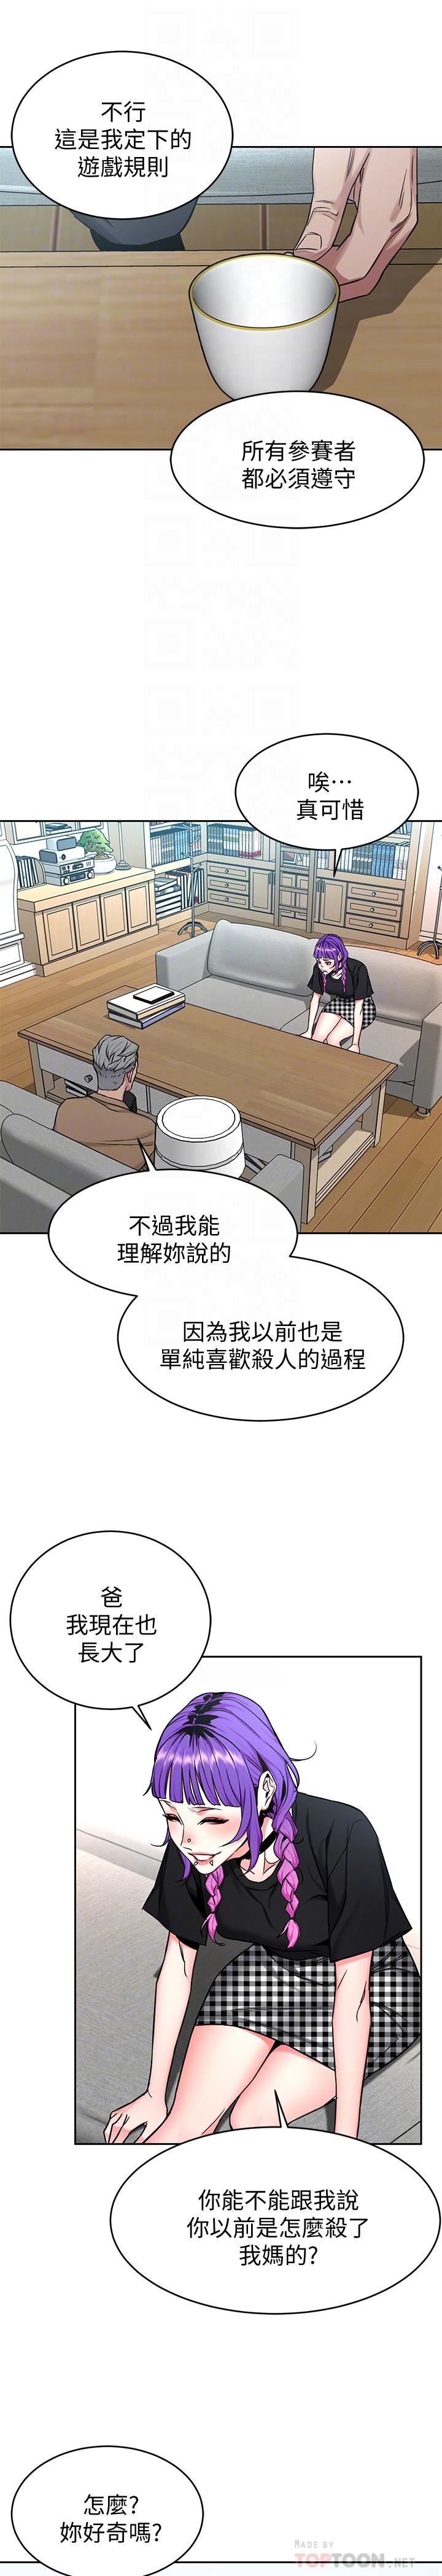 不行
這是我定下的
遊戲規則
所有參賽者
都必須遵守
唉…
真可惜
不過我能
理解妳說的
因為我以前也是
單純喜歡殺人的過程
爸
我現在也
長大了
你能不能跟我說
你以前是怎麼殺了
我媽的?
怎麼?
妳好奇嗎?
MADE BY
TOPTOON.NET